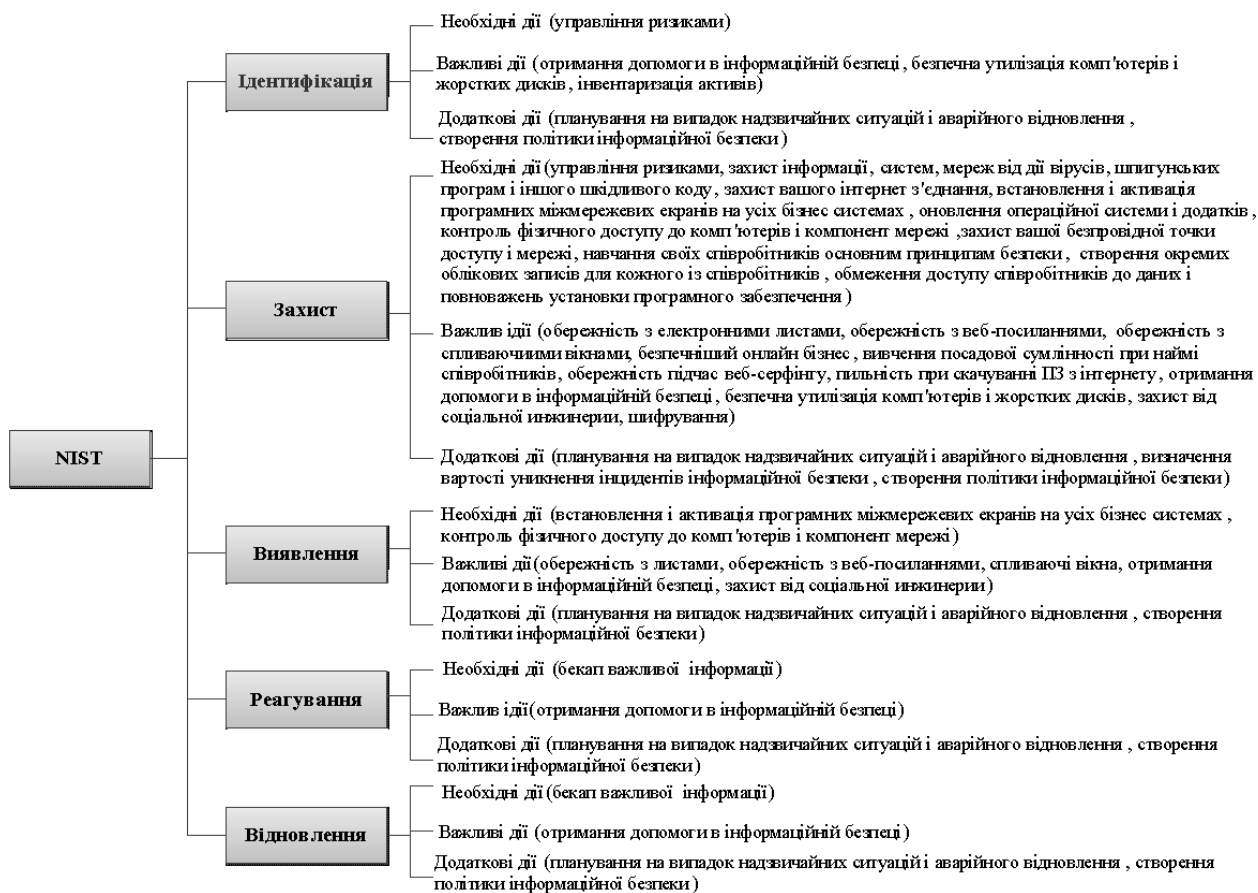 NIST
Ідентифікація
Необхідні дії (управління ризиками)
Важливі дії (отримання допомоги в інформаційній безпеці, безпечна утилізація комп'ютерів і
жорстких дисків, інвентаризація активів)
Додаткові дії (планування на випадок надзвичайних ситуацій і аварійного відновлення ,
створення політики інформаційної безпеки)
Захист
Необхідні дії (управління ризиками, захист інформації, систем, мереж від дії вірусів, шпигунських
програм і іншого шкідливого коду, захист вашого інтернет з'єднання, встановлення і активація
програмних міжмережевих екранів на усіх бізнес системах , оновлення операційної системи і додатків ,
контроль фізичного доступу до комп'ютерів і компонент мережі ,захист вашої безпровідної точки
доступу і мережі, навчання своїх співробітників основним принципам безпеки , створення окремих
облікових записів для кожного із співробітників , обмеження доступу співробітників до даних і
повноважень установки програмного забезпечення )
Важлив ідії (обережність з електронними листами, обережність з веб-посиланнями, обережність з
спливаючиими вікнами, безпечніший онлайн бізнес , вивчення посадової сумлінності при наймі
співробітників, обережність підчас веб-серфінгу, пильність при скачуванні ПЗ з інтернету , отримання
допомоги в інформаційній безпеці , безпечна утилізація комп'ютерів і жорстких дисків, захист від
соціальної инжинерии, шифрування)
Додаткові дії (планування на випадок надзвичайних ситуацій і аварійного відновлення , визначення
вартості уникнення інцидентів інформаційної безпеки , створення політики інформаційної безпеки)
Виявлення
Необхідні дії (встановлення і активація програмних міжмережевих екранів на усіх бізнес системах ,
контроль фізичного доступу до комп'ютерів і компонент мережі)
Важливі дії (обережність з листами, обережність з веб-посиланнями, спливаючі вікна, отримання
допомоги в інформаційній безпеці, захист від соціальної инжинерии)
Додаткові дії (планування на випадок надзвичайних ситуацій і аварійного відновлення , створення
політики інформаційної безпеки)
Реагування
Необхідні дії (бекап важливої інформації)
Важлив ідії(отримання допомоги в інформаційній безпеці)
Додаткові дії (планування на випадок надзвичайних ситуацій і аварійного відновлення , створення
політики інформаційної безпеки)
Відновлення
Необхідні дії (бекап важливої інформації)
Важливі дії (отримання допомоги в інформаційній безпеці)
Додаткові дії (планування на випадок надзвичайних ситуацій і аварійного відновлення , створення
політики інформаційної безпеки)